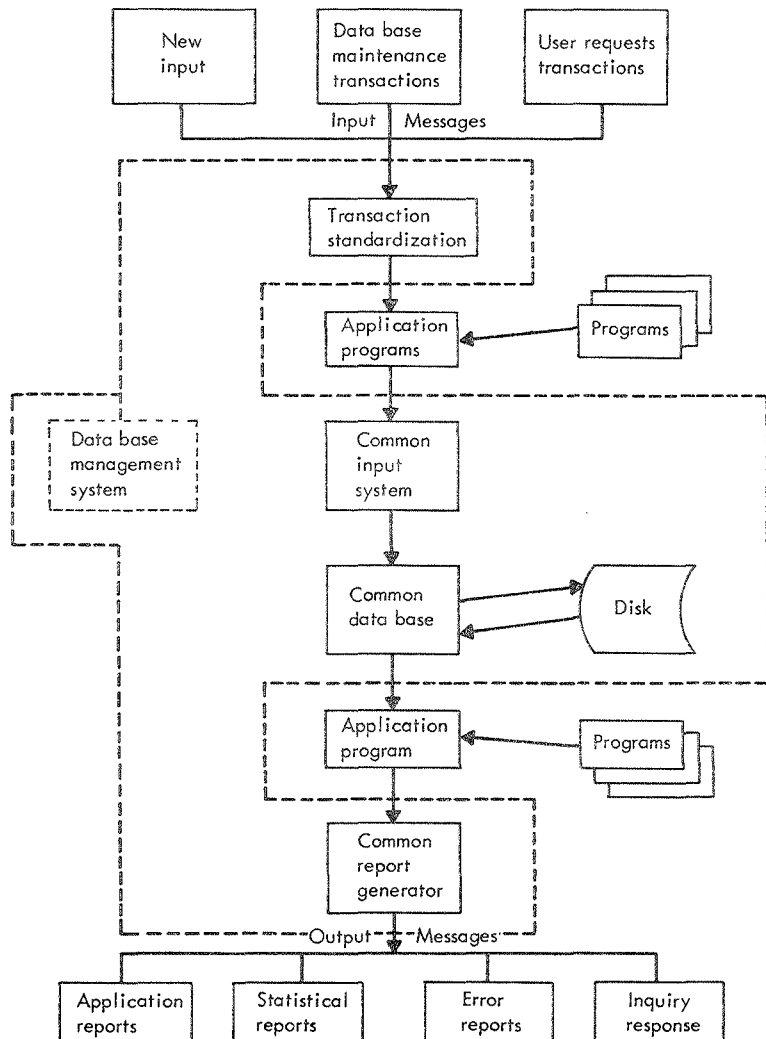 New
input
Data base
maintenance
transactions
User requests
transactions
Input Messages
Transaction
standardization
Application
programs
Programs
Data base
management
system
Common
input
system
Common
data base
Disk
Application
program
Programs
Common
report
generator
Output Messages
Application
reports
Statistical
reports
Error
reports
Inquiry
response